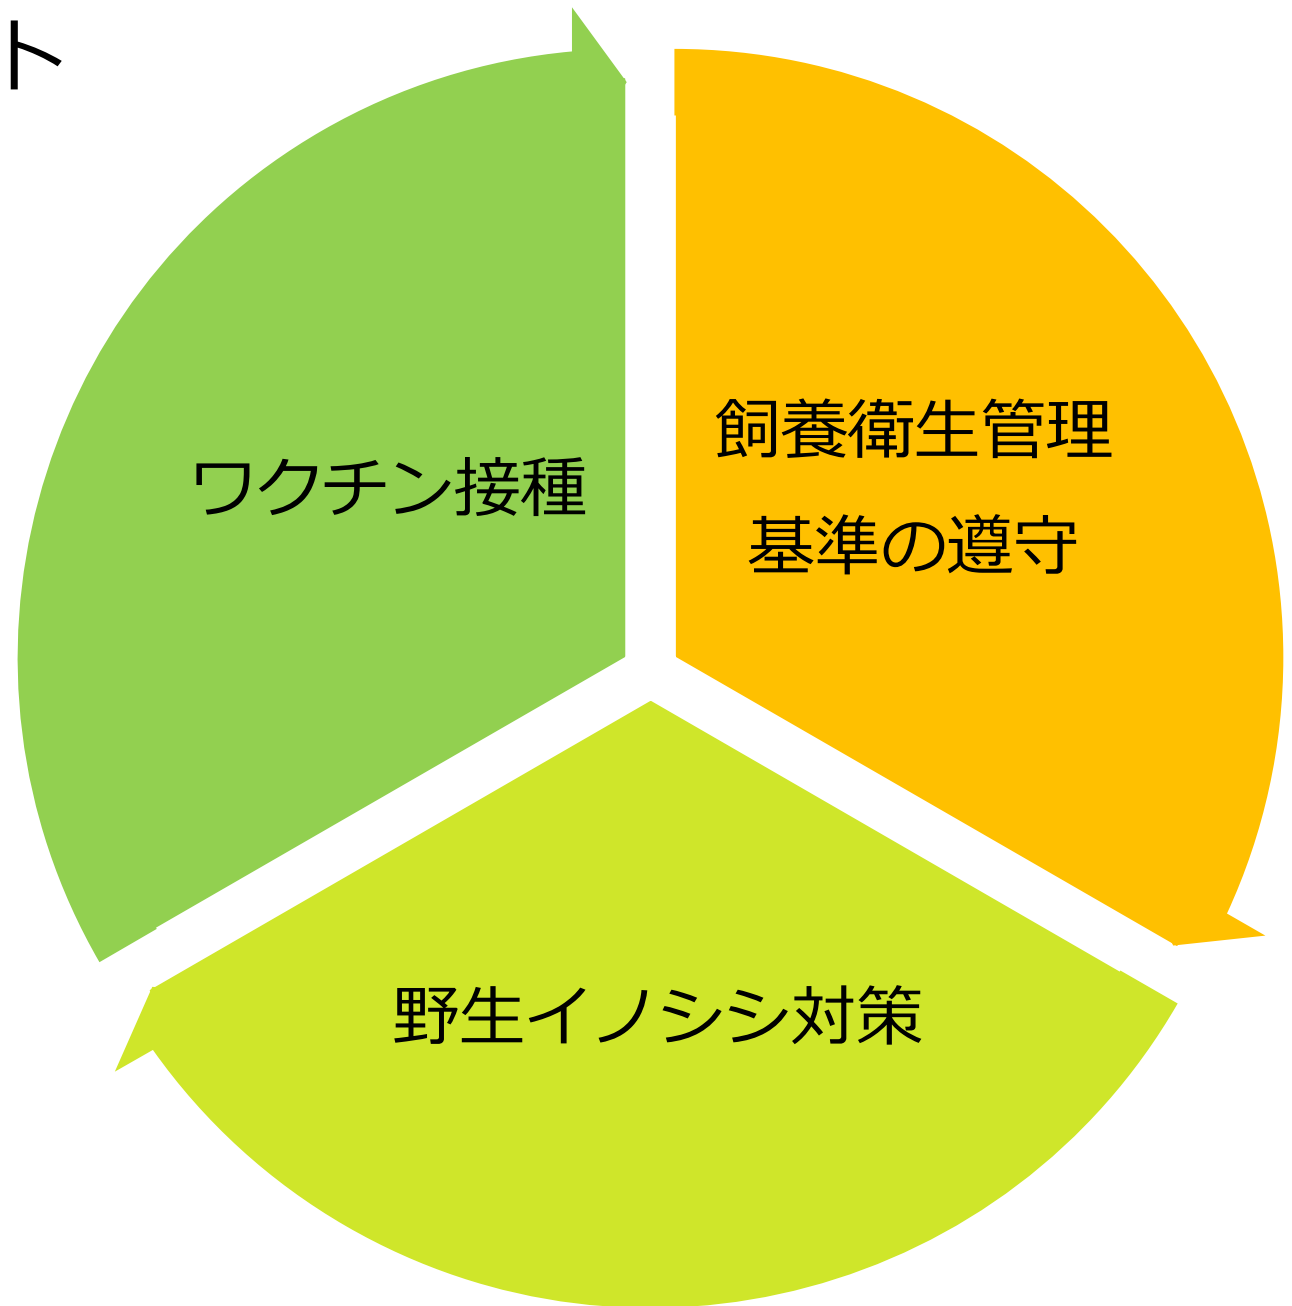 ト
ワクチン接種
飼養衛生管理
基準の遵守
野生イノシシ対策